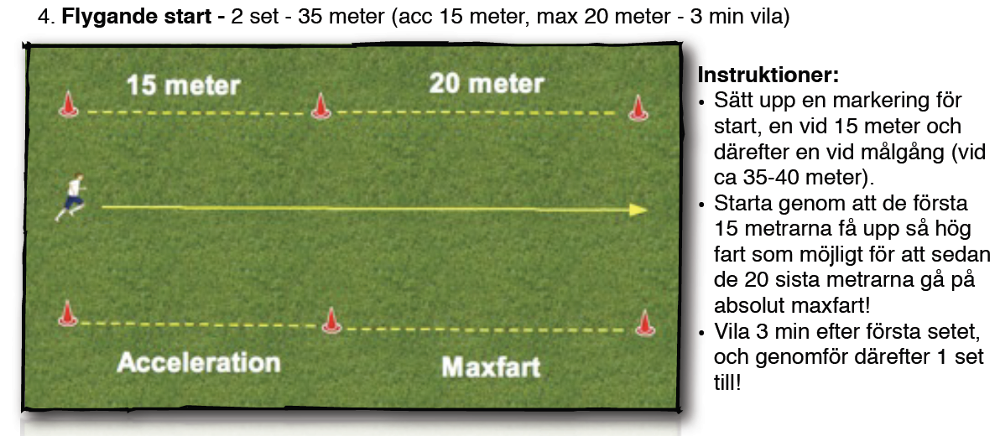 4. Flygande start - 2 set - 35 meter (acc 15 meter, max 20 meter - 3 min vila)
15 meter
20 meter
Acceleration
Maxfart
Instruktioner:
• Sätt upp en markering för
start, en vid 15 meter och
därefter en vid målgång (vid
ca 35-40 meter).
• Starta genom att de första
15 metrarna få upp så hög
fart som möjligt för att sedan
de 20 sista metrarna gå på
absolut maxfart!
• Vila 3 min efter första setet,
och genomför därefter 1 set
till!